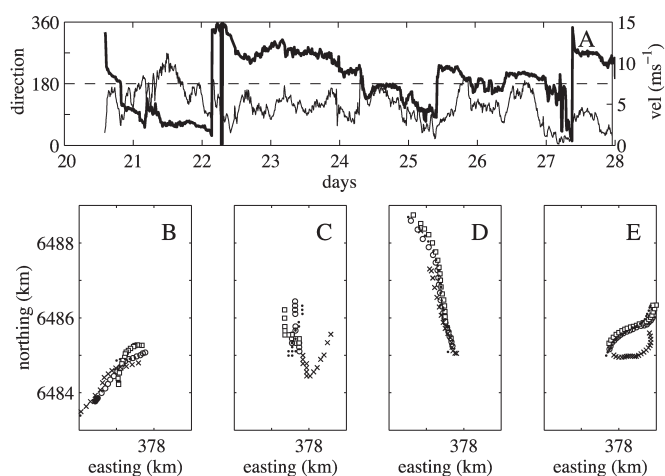 360
180
0
direction
A
15
10
5
0
vel (ms⁻¹)
20 21 22 23 24 25 26 27 28
days
B C D E
6488
6486
6484
northing (km)
378 378 378 378
easting (km) easting (km) easting (km) easting (km)